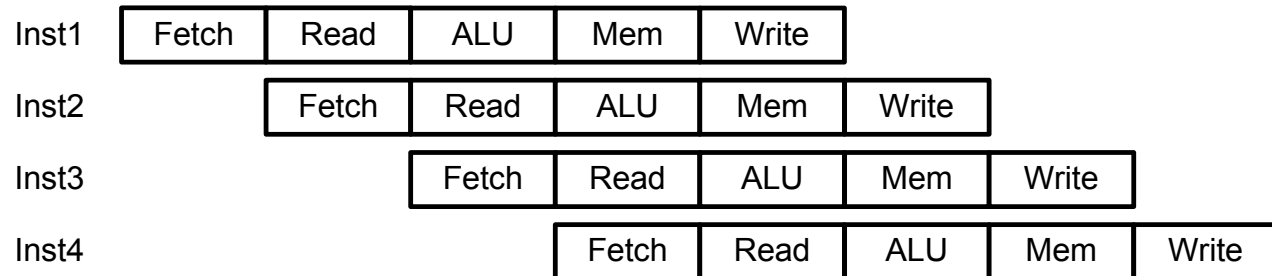 Inst1 Fetch Read ALU Mem Write
Inst2 Fetch Read ALU Mem Write
Inst3 Fetch Read ALU Mem Write
Inst4 Fetch Read ALU Mem Write